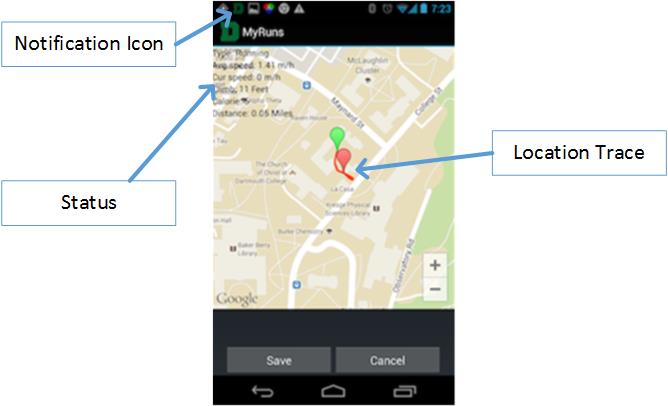 Notification Icon
7:23
D MyRuns
Type: Running
Avg speed: 1.41 m/h
Cur speed: 0 m/h
Climb: 11 Feet
Calorie
Distance: 0.05 Miles
McLaughlin
Cluster
Maynard St
College St
The Church
of Christ at
Dartmouth College
La Casa
Kresge Physical
Sciences Library
Burke Chemistry
Baker Berry
Library
Observatory Rd
Google
+
−
Save
Cancel
Status
Location Trace